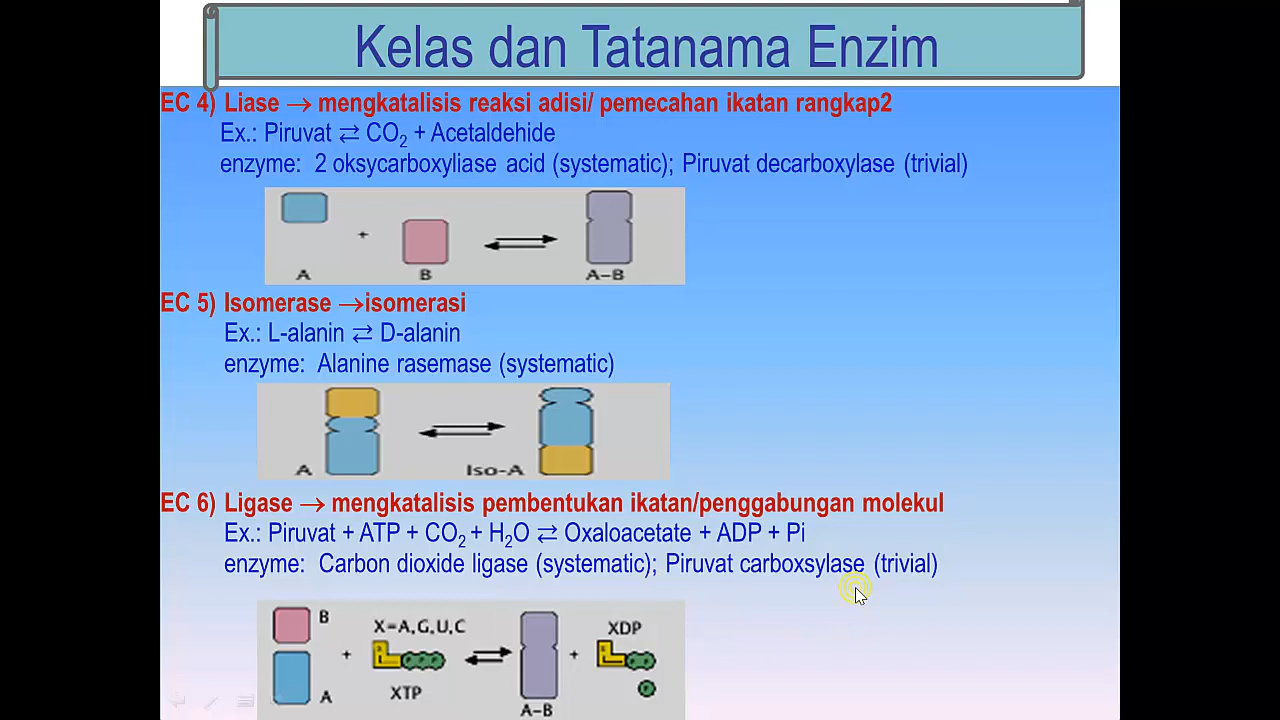 Kelas dan Tatanama Enzim
EC 4) Liase → mengkatalisis reaksi adisi/ pemecahan ikatan rangkap2
Ex.: Piruvat ⇄ CO₂ + Acetaldehide
enzyme: 2 oksycarboxyliase acid (systematic); Piruvat decarboxylase (trivial)
+
A B A–B
EC 5) Isomerase →isomerasi
Ex.: L-alanin ⇄ D-alanin
enzyme: Alanine rasemase (systematic)
A Iso-A
EC 6) Ligase → mengkatalisis pembentukan ikatan/penggabungan molekul
Ex.: Piruvat + ATP + CO₂ + H₂O ⇄ Oxaloacetate + ADP + Pi
enzyme: Carbon dioxide ligase (systematic); Piruvat carboxsylase (trivial)
B X=A,G,U,C XDP
+ +
A XTP A–B